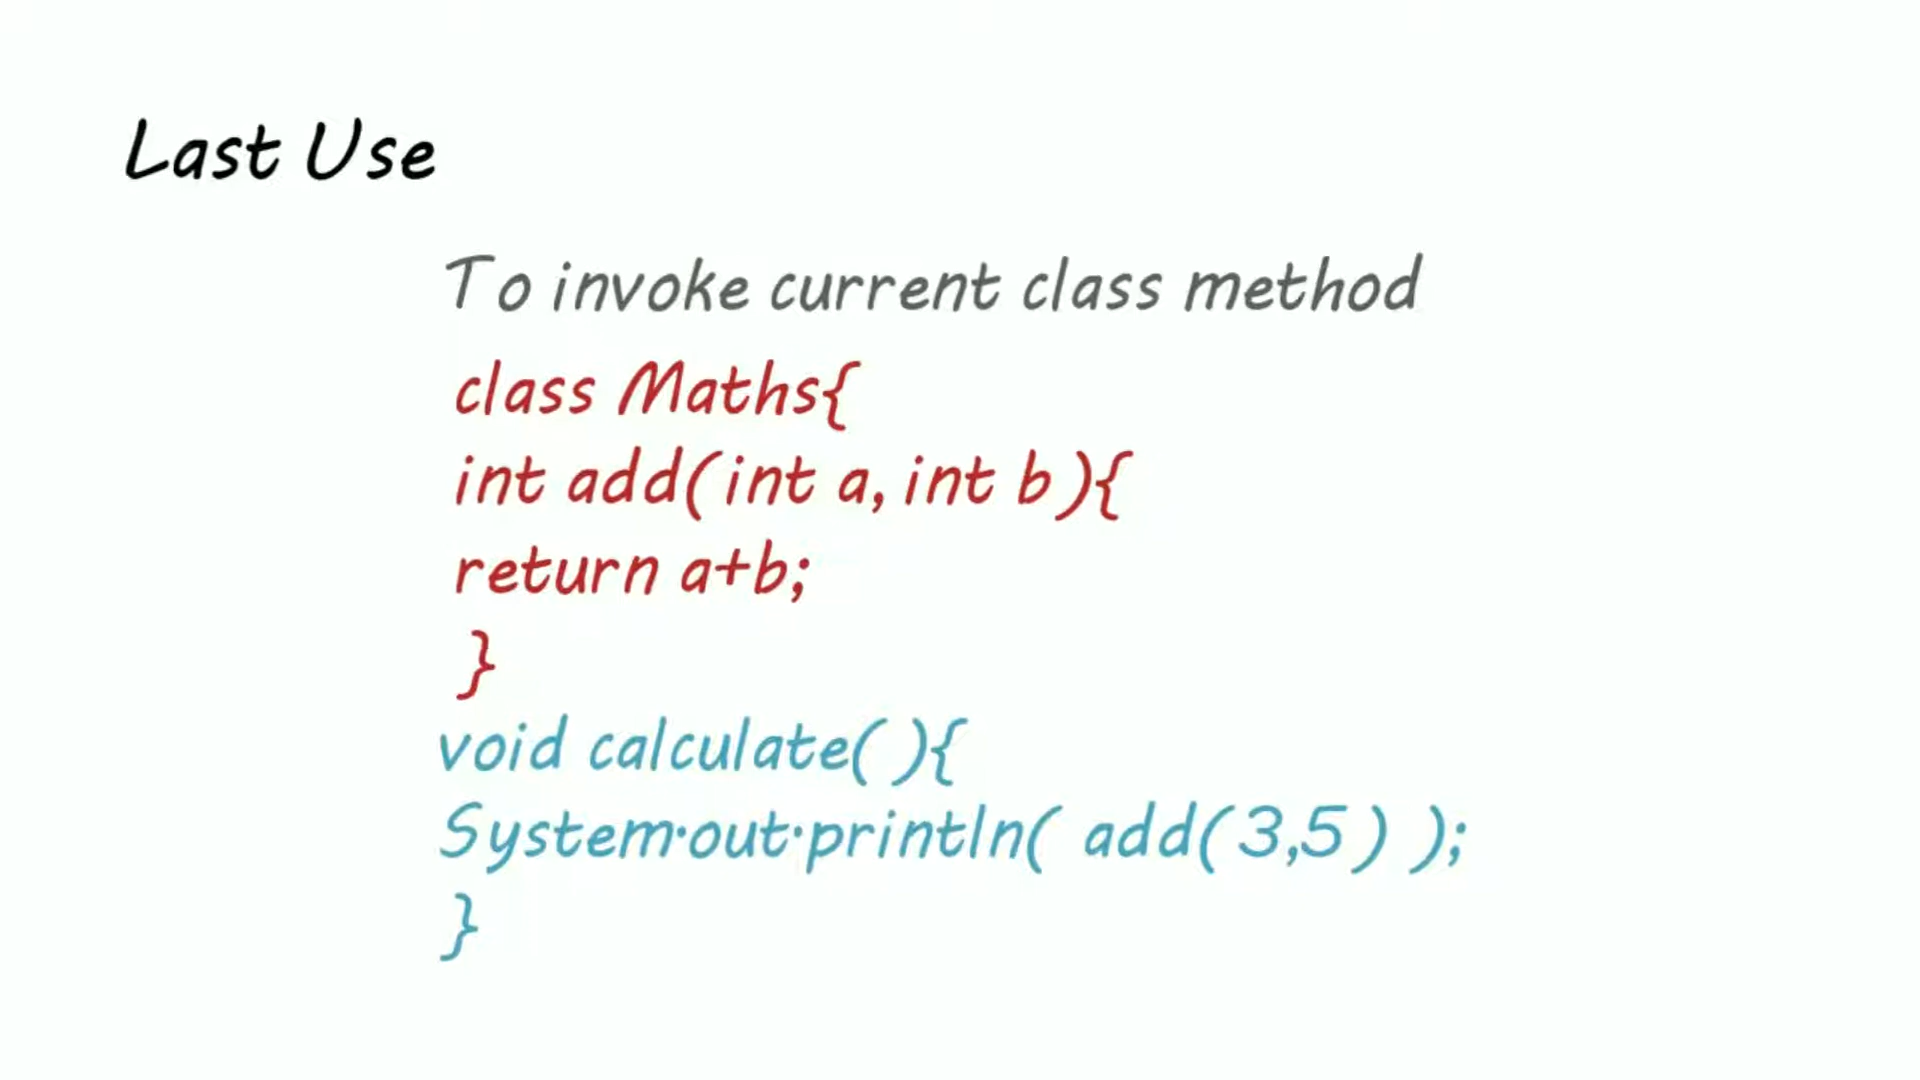 Last Use
To invoke current class method
class Maths{
int add(int a, int b ){
return a+b;
}
void calculate( ){
System·out·println( add(3,5) );
}